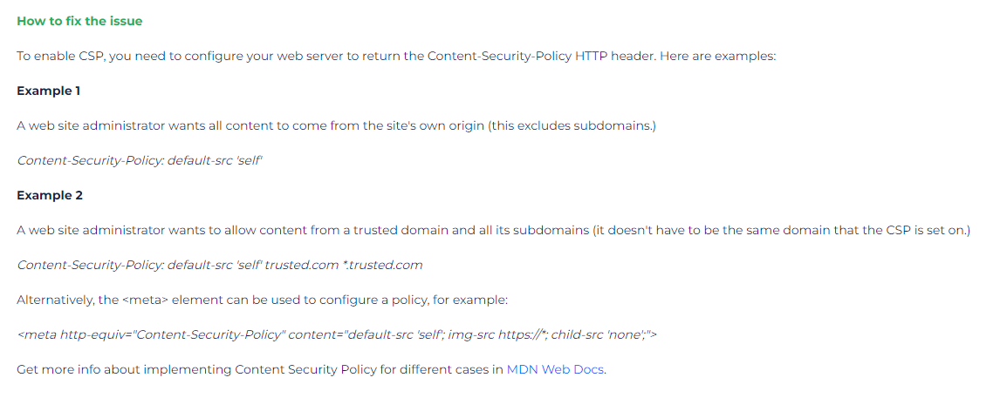 How to fix the issue
To enable CSP, you need to configure your web server to return the Content-Security-Policy HTTP header. Here are examples:
Example 1
A web site administrator wants all content to come from the site's own origin (this excludes subdomains.)
Content-Security-Policy: default-src 'self'
Example 2
A web site administrator wants to allow content from a trusted domain and all its subdomains (it doesn't have to be the same domain that the CSP is set on.)
Content-Security-Policy: default-src 'self' trusted.com *.trusted.com
Alternatively, the <meta> element can be used to configure a policy, for example:
<meta http-equiv="Content-Security-Policy" content="default-src 'self'; img-src https://*; child-src 'none';">
Get more info about implementing Content Security Policy for different cases in MDN Web Docs.